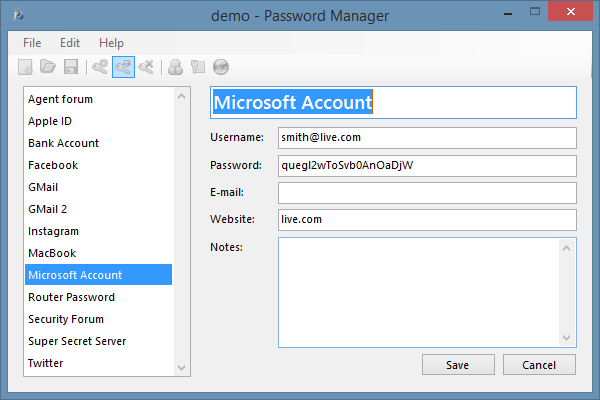 demo - Password Manager
File Edit Help
Agent forum
Apple ID
Bank Account
Facebook
GMail
GMail 2
Instagram
MacBook
Microsoft Account
Router Password
Security Forum
Super Secret Server
Twitter
Microsoft Account
Username: smith@live.com
Password: quegI2wToSvb0AnOaDjW
E-mail:
Website: live.com
Notes:
Save Cancel